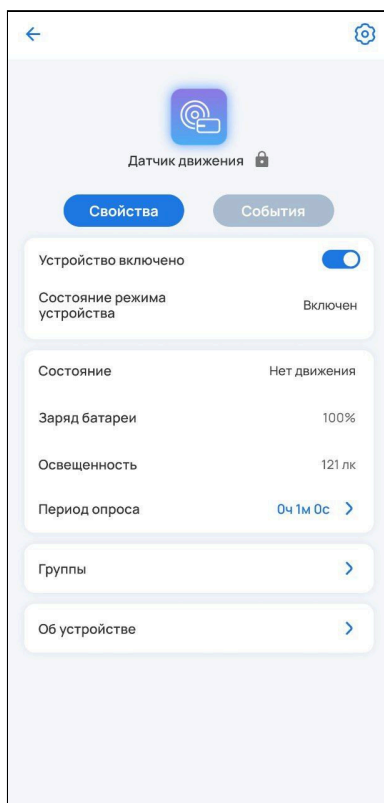 Датчик движения
Свойства
События
Устройство включено
Состояние режима
устройства
Включен
Состояние
Нет движения
Заряд батареи
100%
Освещенность
121 лк
Период опроса
0ч 1м 0с
Группы
Об устройстве